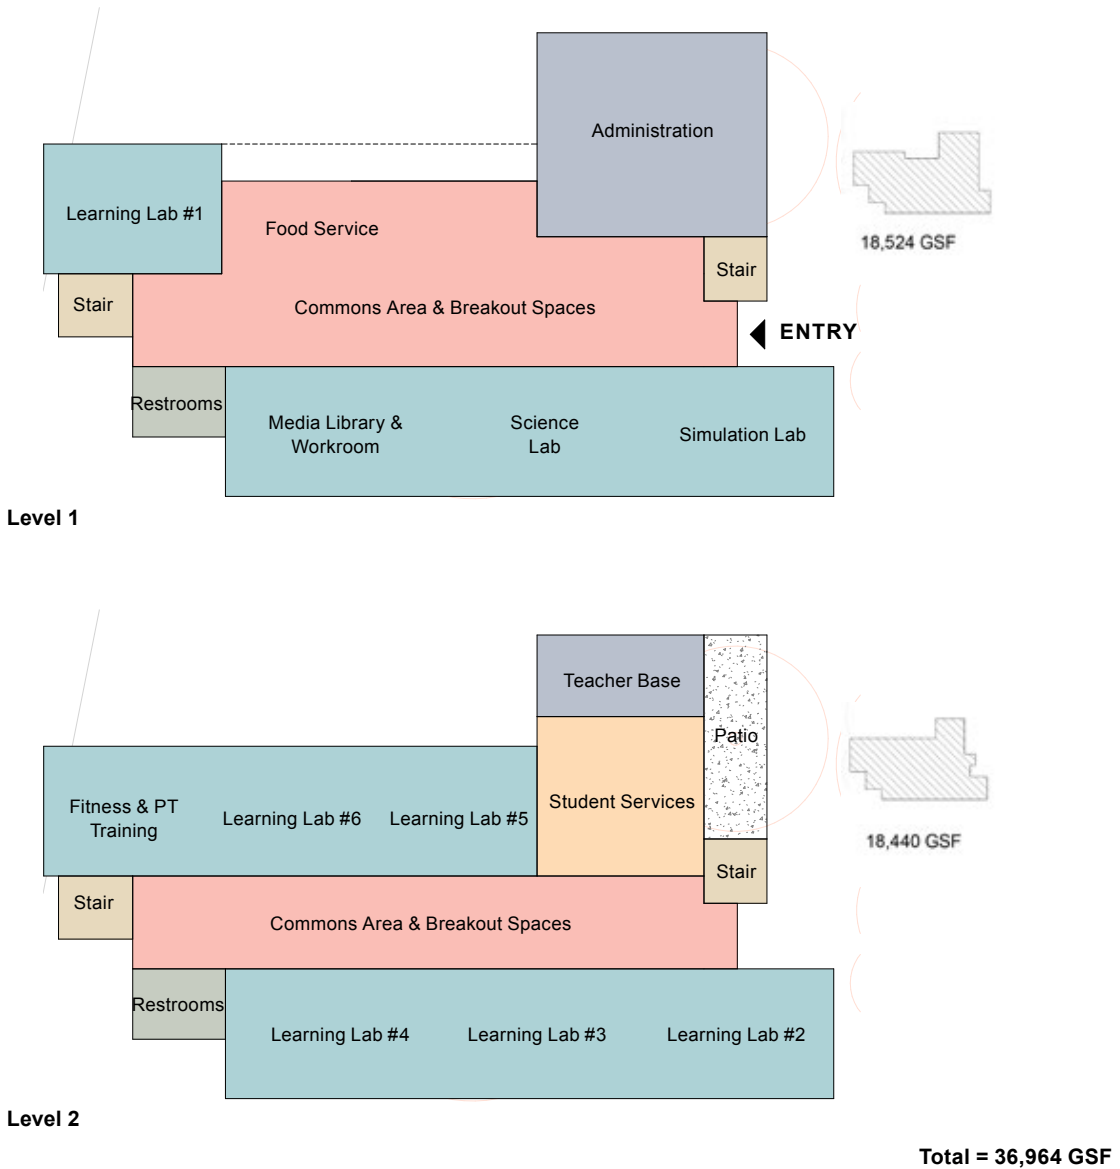 Administration
Learning Lab #1
Food Service
18,524 GSF
Stair
Stair
Commons Area & Breakout Spaces
ENTRY
Restrooms
Media Library &
Workroom
Science
Lab
Simulation Lab
Level 1
Teacher Base
Patio
Student Services
Fitness & PT
Training
Learning Lab #6
Learning Lab #5
18,440 GSF
Stair
Stair
Commons Area & Breakout Spaces
Restrooms
Learning Lab #4
Learning Lab #3
Learning Lab #2
Level 2
Total = 36,964 GSF